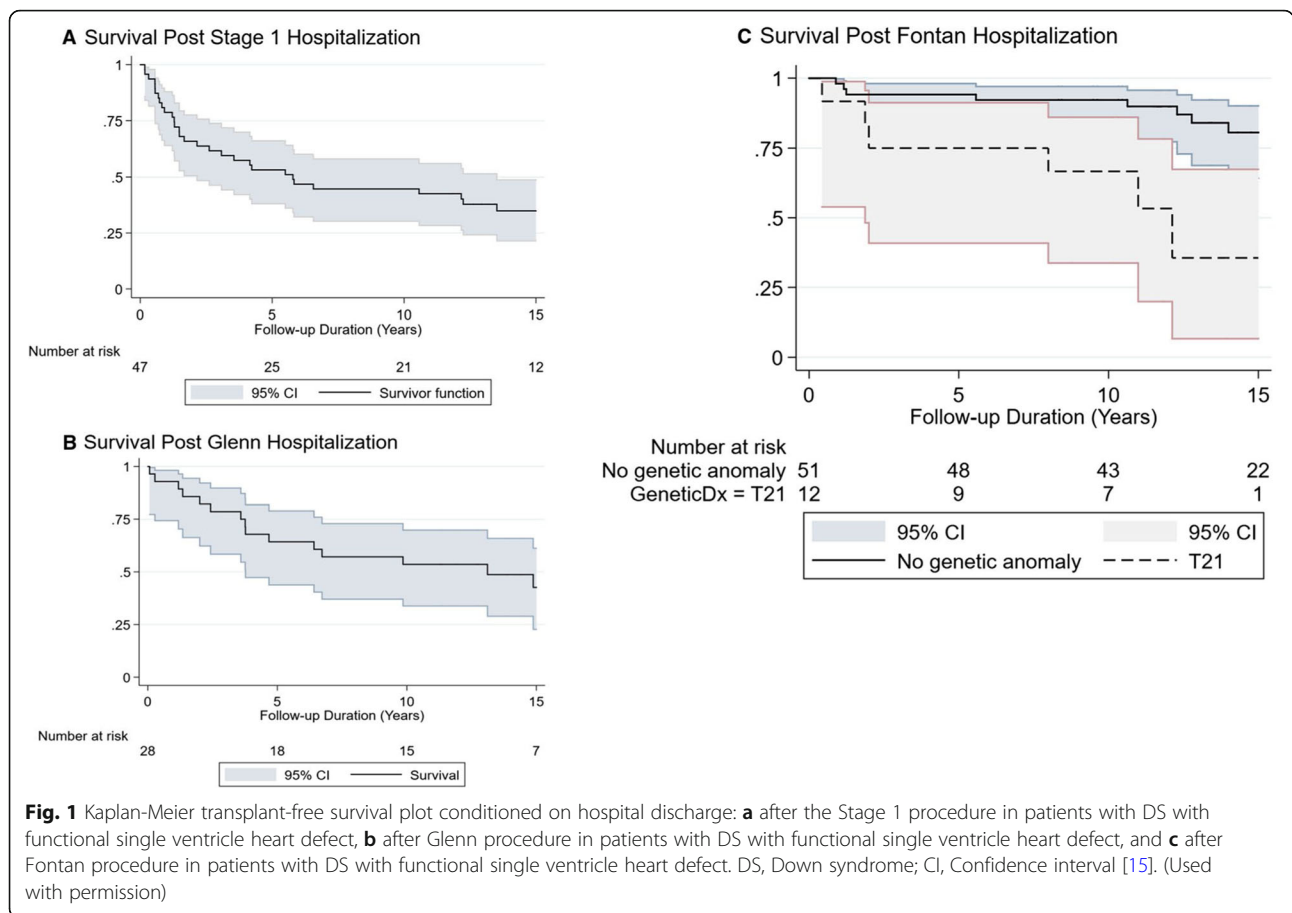 A Survival Post Stage 1 Hospitalization
1
.75
.5
.25
0
0 5 10 15
Follow-up Duration (Years)
Number at risk
47 25 21 12
95% CI Survivor function
B Survival Post Glenn Hospitalization
1
.75
.5
.25
0
0 5 10 15
Follow-up Duration (Years)
Number at risk
28 18 15 7
95% CI Survival
C Survival Post Fontan Hospitalization
1
.75
.5
.25
0
0 5 10 15
Follow-up Duration (Years)
Number at risk
No genetic anomaly 51 48 43 22
GeneticDx = T21 12 9 7 1
95% CI 95% CI
No genetic anomaly T21
Fig. 1 Kaplan-Meier transplant-free survival plot conditioned on hospital discharge: a after the Stage 1 procedure in patients with DS with
functional single ventricle heart defect, b after Glenn procedure in patients with DS with functional single ventricle heart defect, and c after
Fontan procedure in patients with DS with functional single ventricle heart defect. DS, Down syndrome; CI, Confidence interval [15]. (Used
with permission)